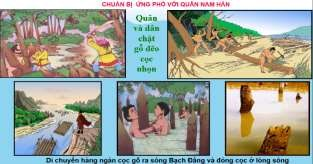 CHUẨN BỊ ỨNG PHÓ VỚI QUÂN NAM HÁN
Quân
và dân
chặt
gỗ đẽo
cọc
nhọn
Di chuyển hàng ngàn cọc gỗ ra sông Bạch Đằng và đóng cọc ở lòng sông